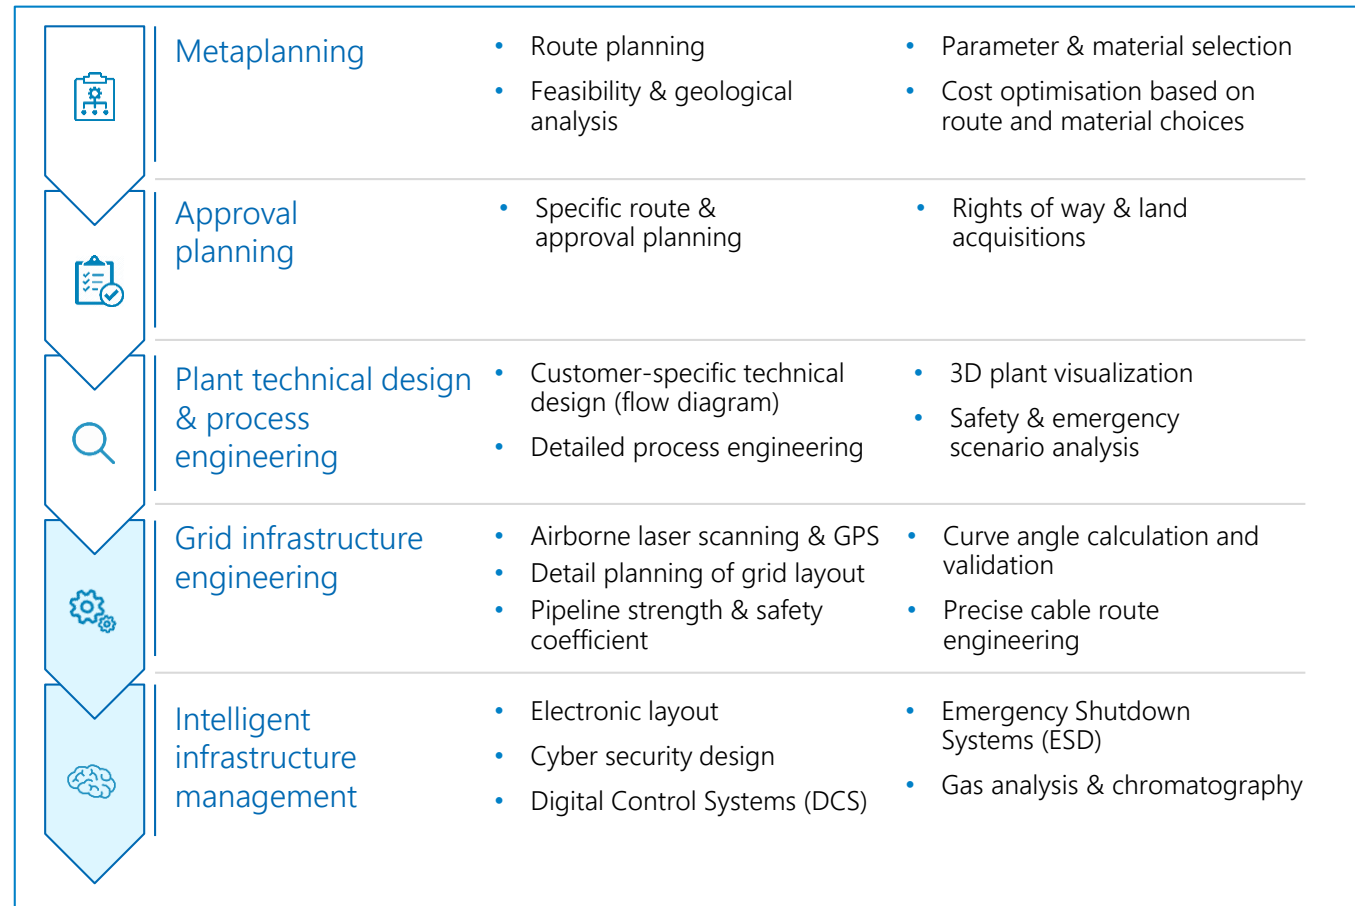 Metaplanning
• Route planning
• Feasibility & geological
analysis
• Parameter & material selection
• Cost optimisation based on
route and material choices
Approval
planning
• Specific route &
approval planning
• Rights of way & land
acquisitions
Plant technical design
& process
engineering
• Customer-specific technical
design (flow diagram)
• Detailed process engineering
• 3D plant visualization
• Safety & emergency
scenario analysis
Grid infrastructure
engineering
• Airborne laser scanning & GPS
• Detail planning of grid layout
• Pipeline strength & safety
coefficient
• Curve angle calculation and
validation
• Precise cable route
engineering
Intelligent
infrastructure
management
• Electronic layout
• Cyber security design
• Digital Control Systems (DCS)
• Emergency Shutdown
Systems (ESD)
• Gas analysis & chromatography